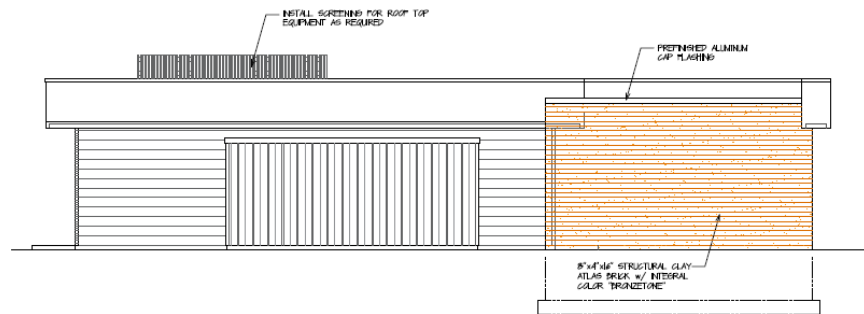 INSTALL SCREENING FOR ROOF TOP
EQUIPMENT AS REQUIRED
PREFINISHED ALUMINUM
CAP FLASHING
8"x4"x16" STRUCTURAL CLAY
ATLAS BRICK w/ INTEGRAL
COLOR "BRONZETONE"